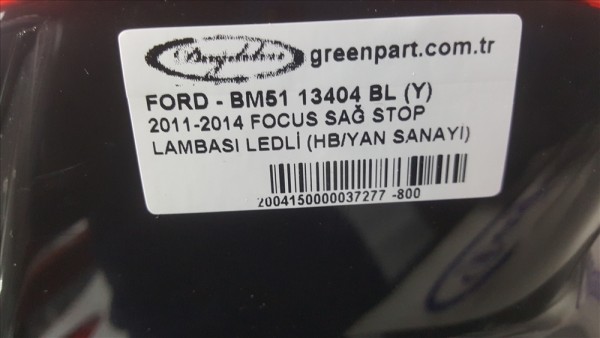 greenpart.com.tr
FORD - BM51 13404 BL (Y)
2011-2014 FOCUS SAĞ STOP
LAMBASI LEDLİ (HB/YAN SANAYİ)
2004150000037277 -800